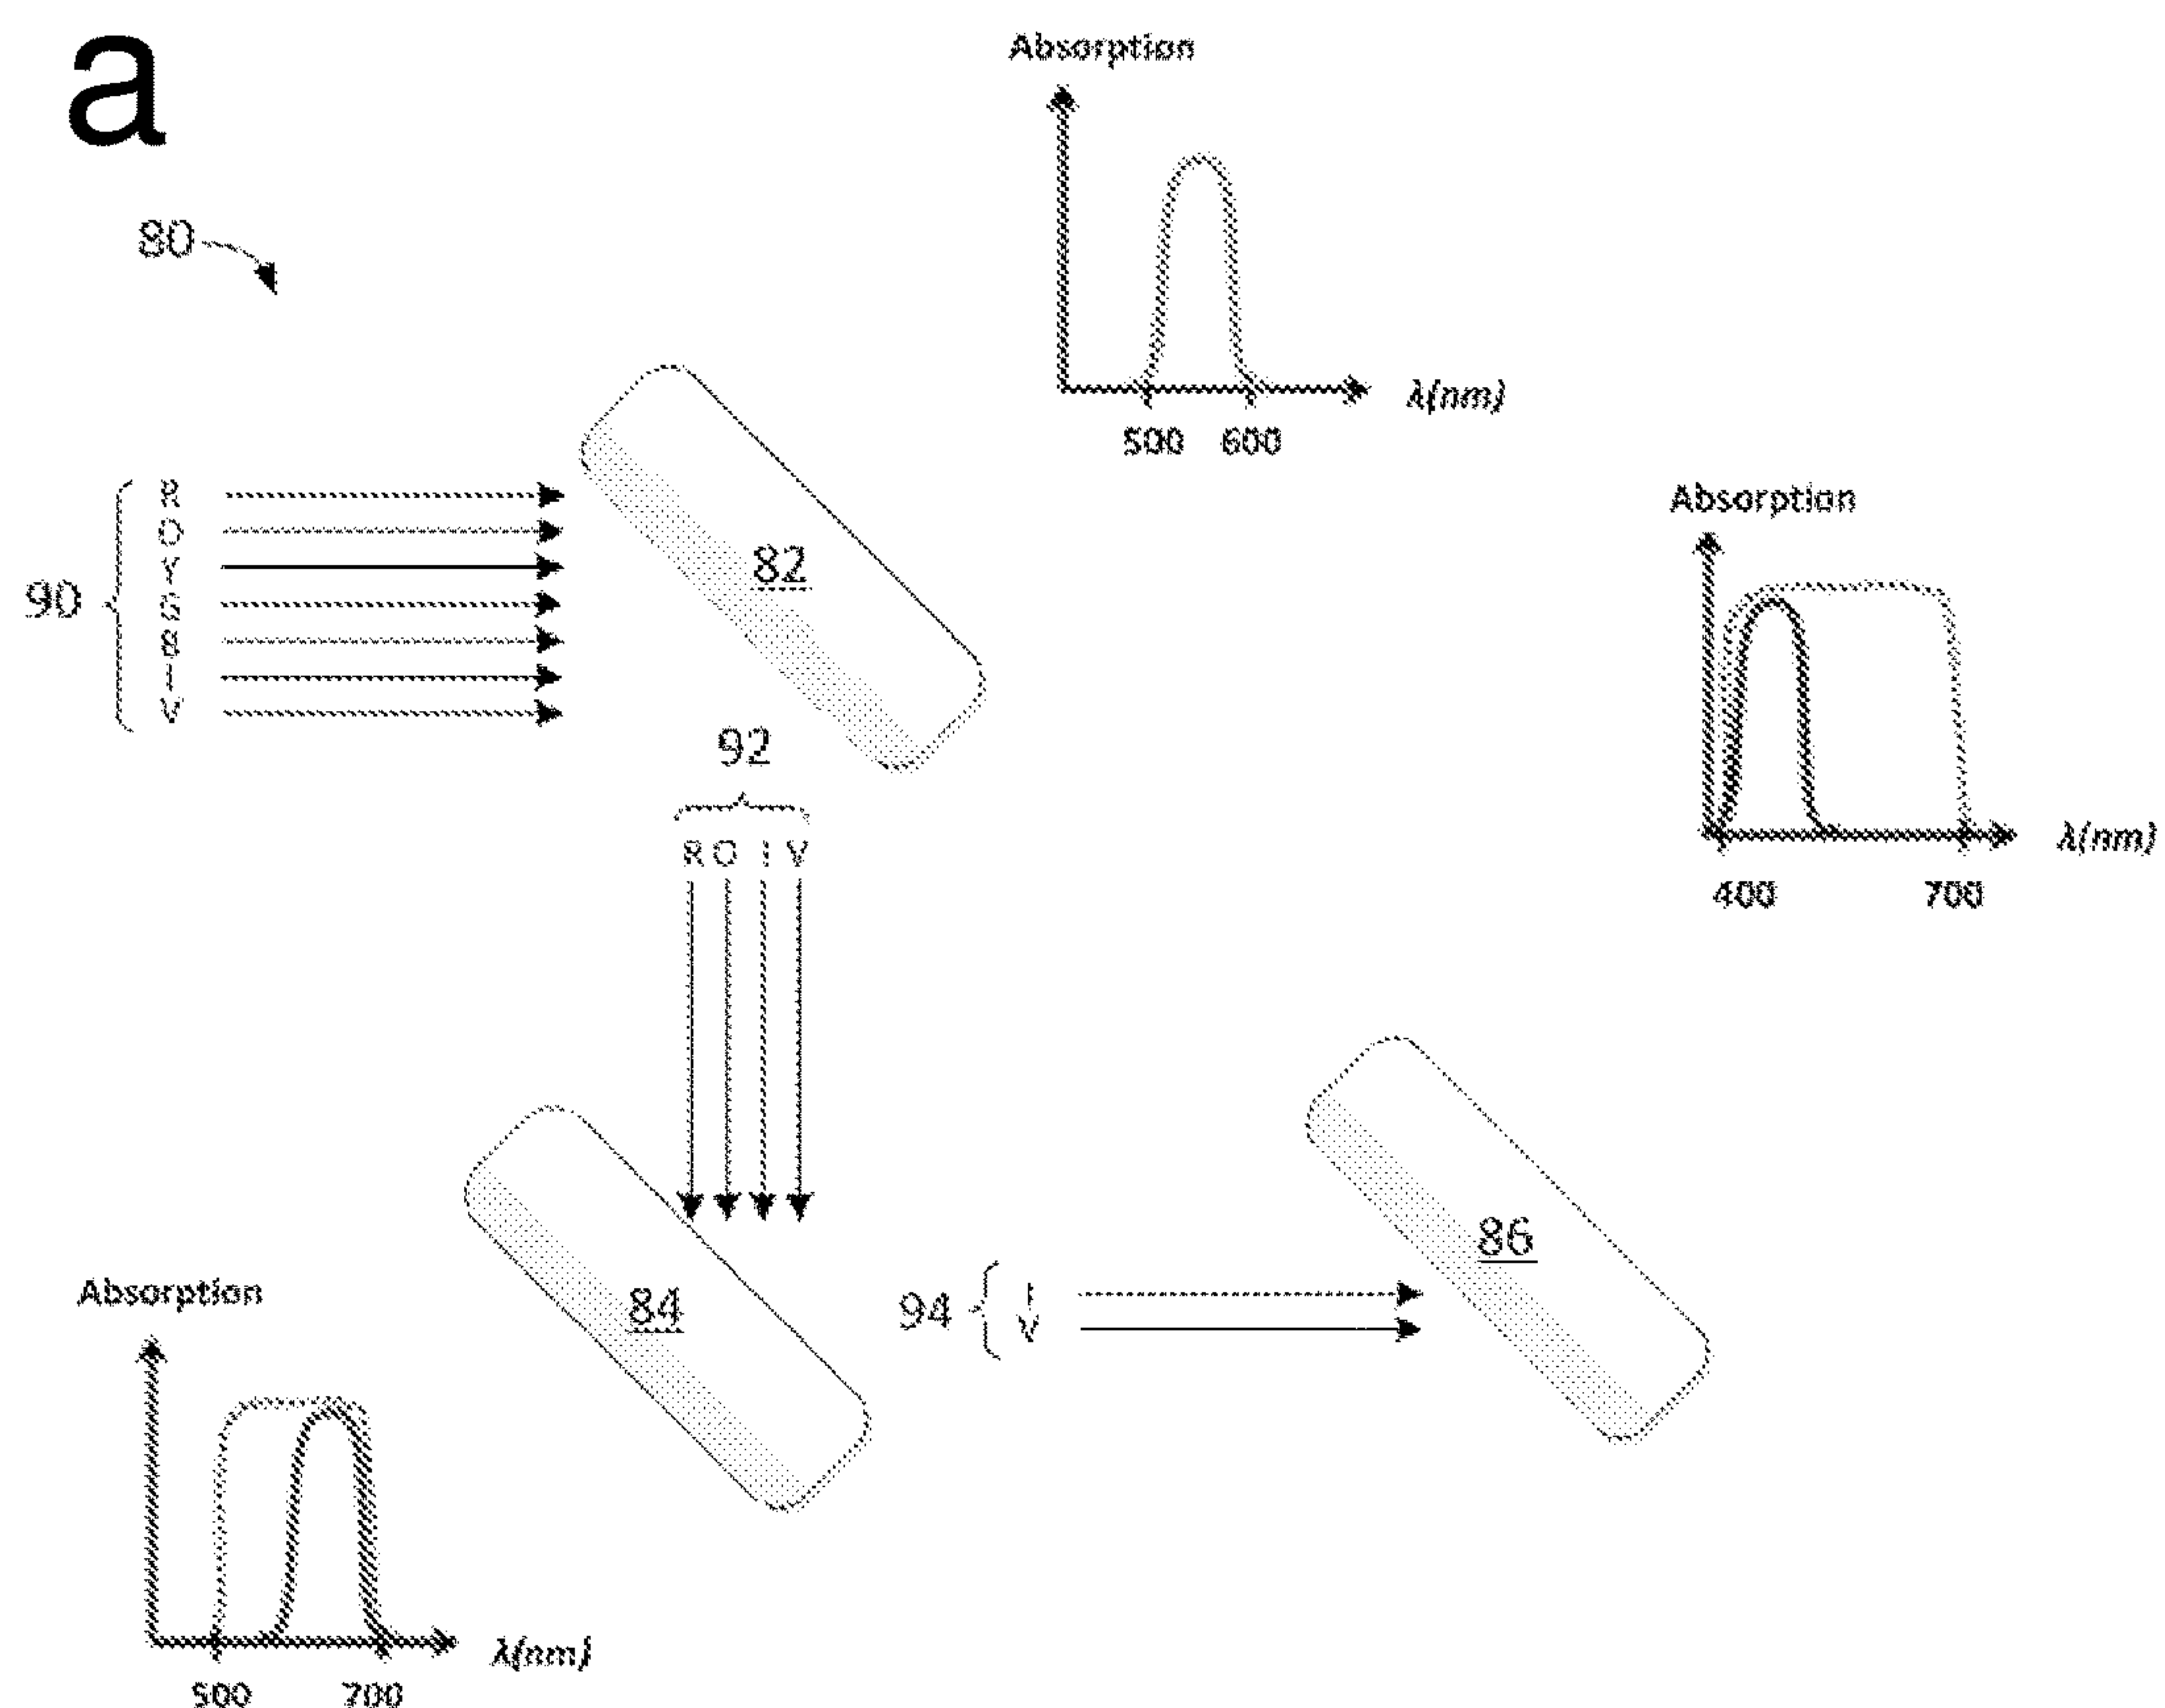 a
Absorption
80
λ(nm)
500 600
82
90
R
O
Y
G
B
I
V
92
R O I V
Absorption
λ(nm)
400 700
84
86
94
I
V
Absorption
λ(nm)
500 700